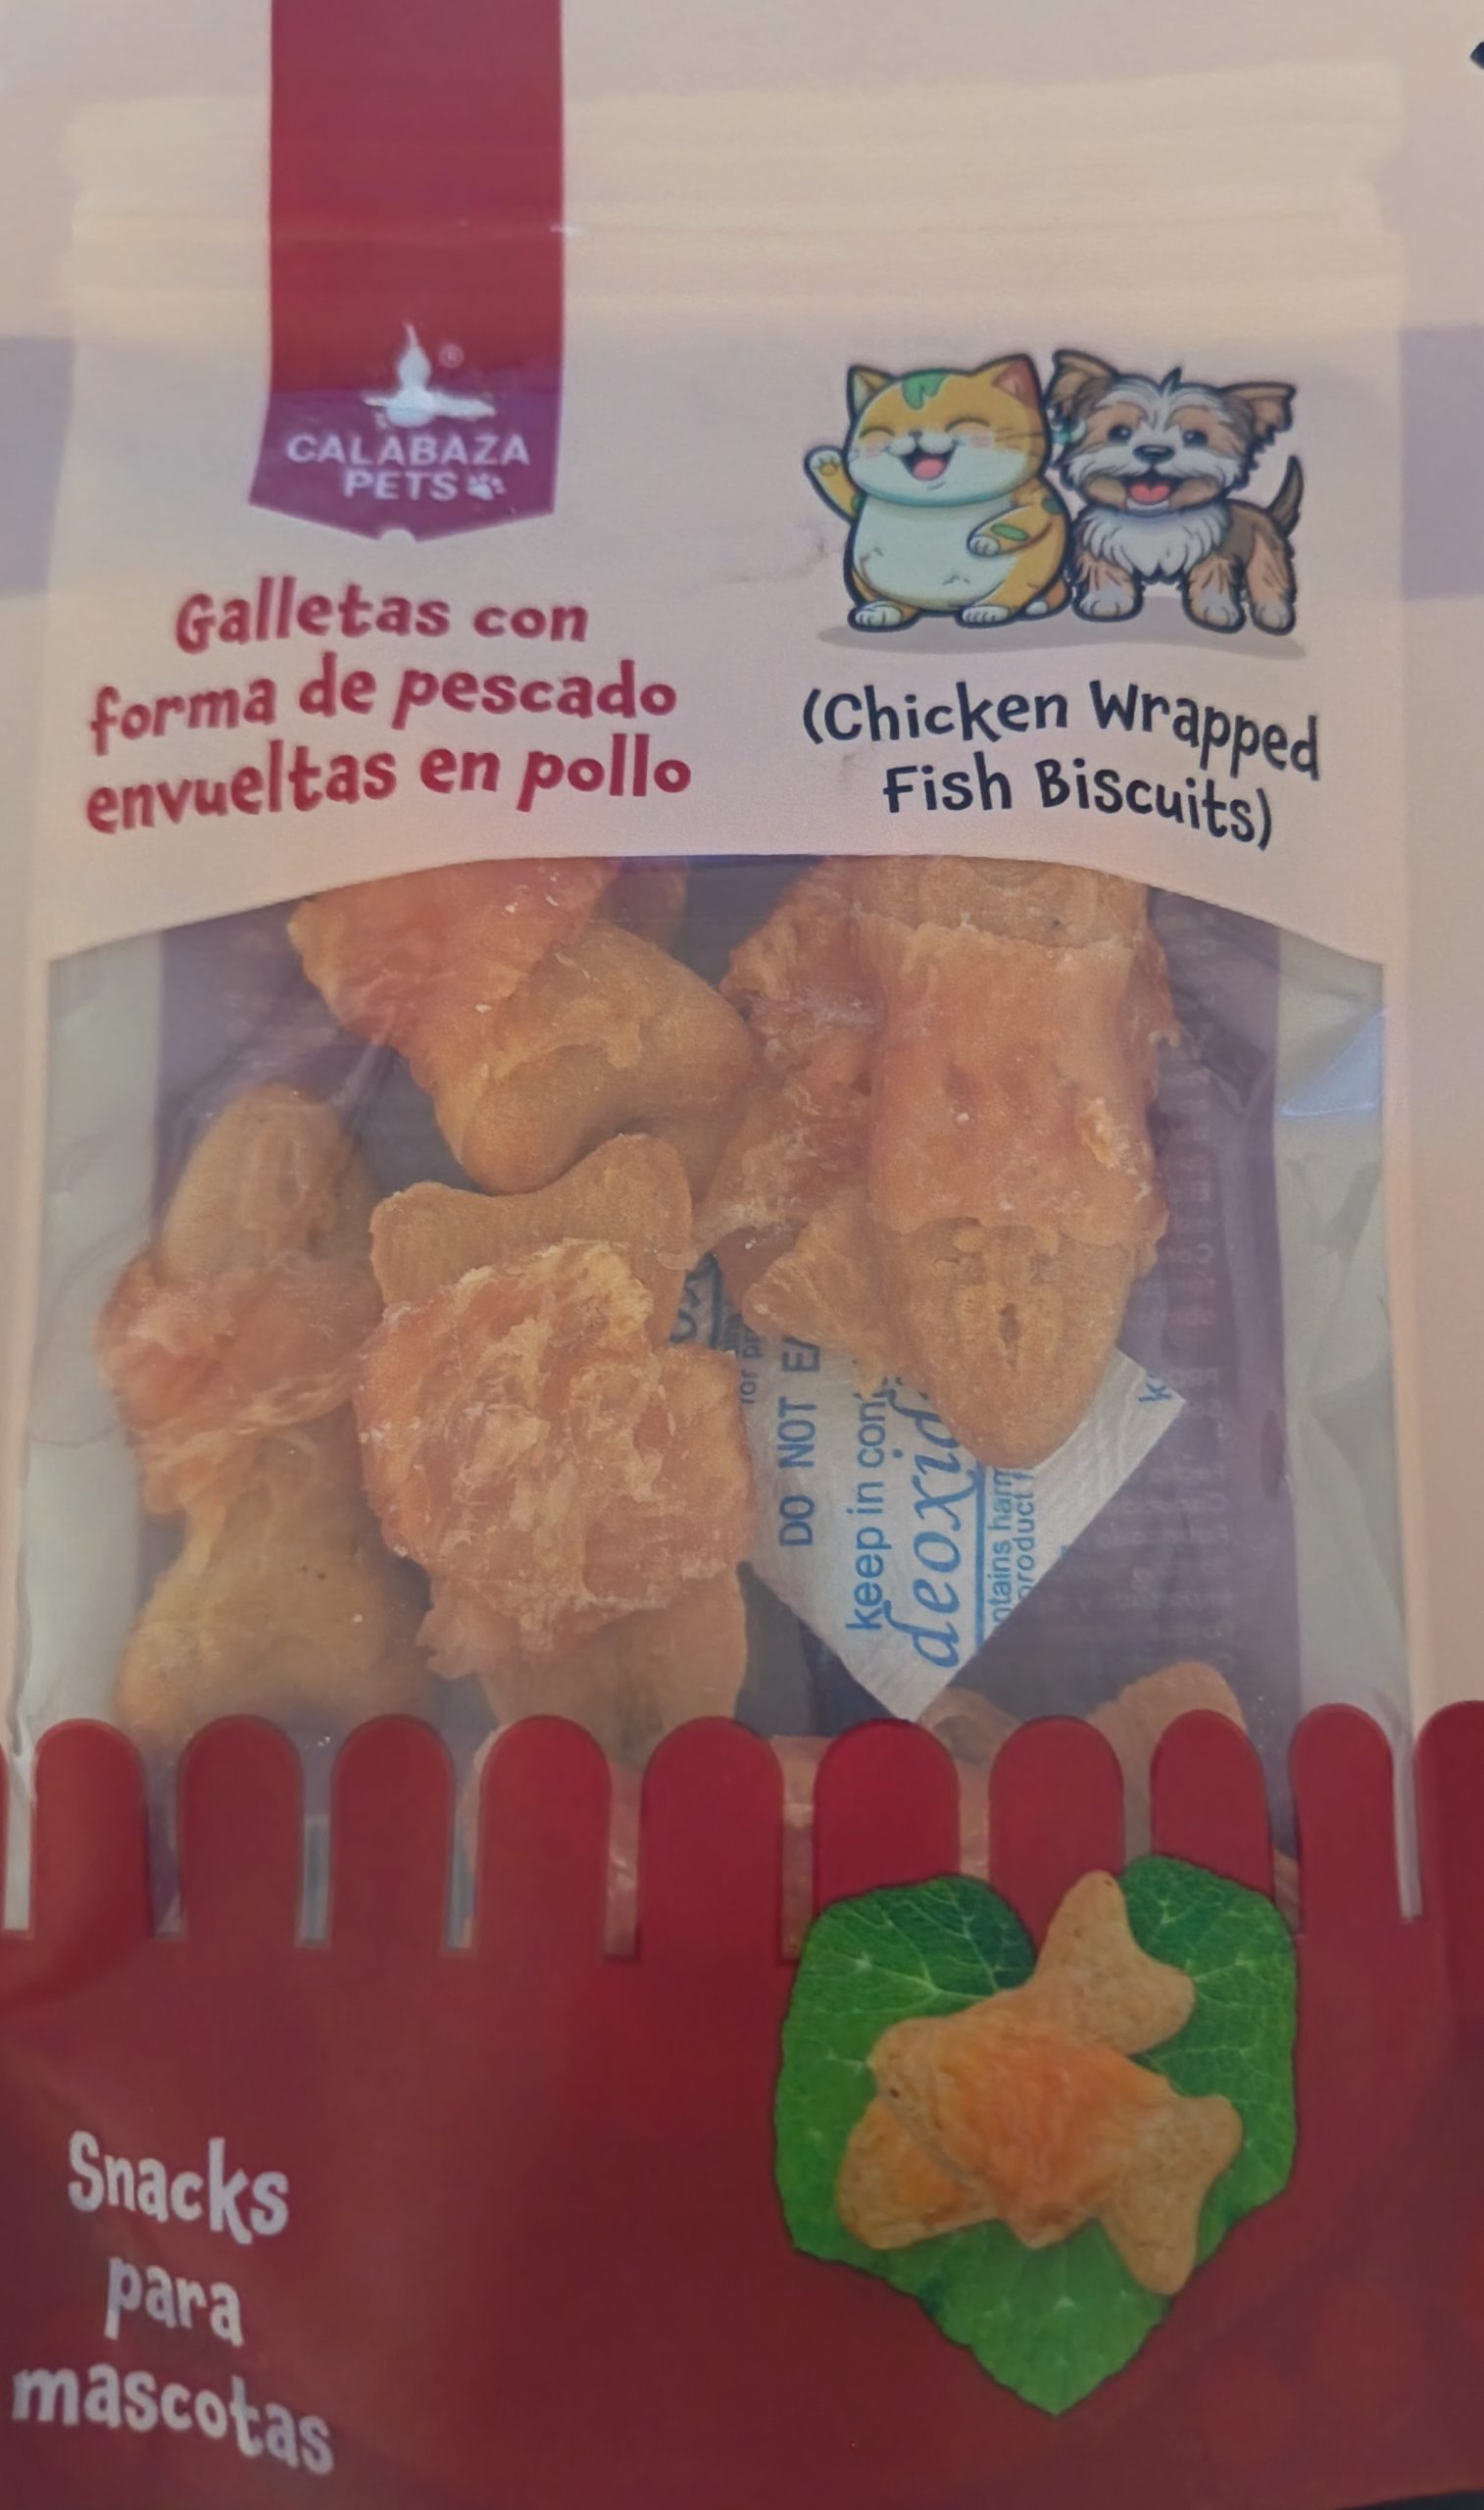 CALABAZA
PETS
Galletas con
forma de pescado
envueltas en pollo
(Chicken Wrapped
Fish Biscuits)
DO NOT
keep in
deoxid
product
Snacks
para
mascotas